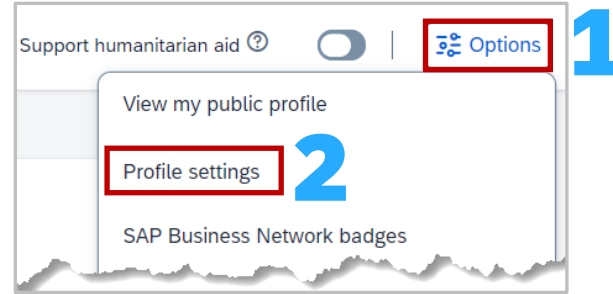 Support humanitarian aid ?
Options
1
View my public profile
Profile settings
2
SAP Business Network badges